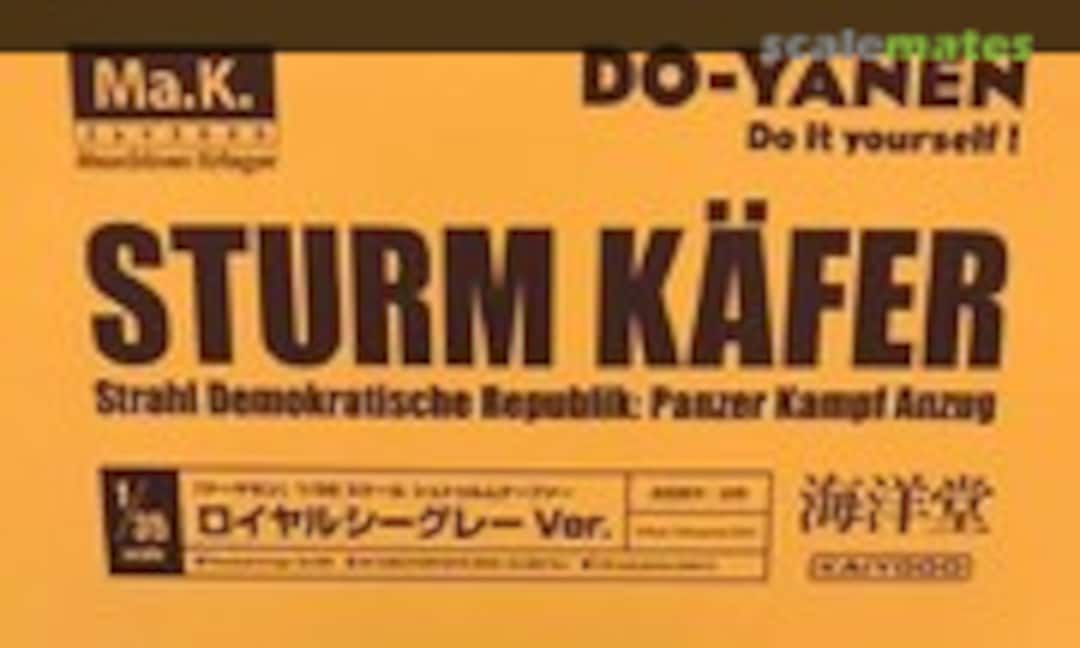 scalemates
Ma.K.
DO-YANEN
Do it yourself!
STURM KÄFER
Strahl Demokratische Republik: Panzer Kampf Anzug
1/35
ロイヤルシーグレー Ver.
海洋堂
KAIYODO